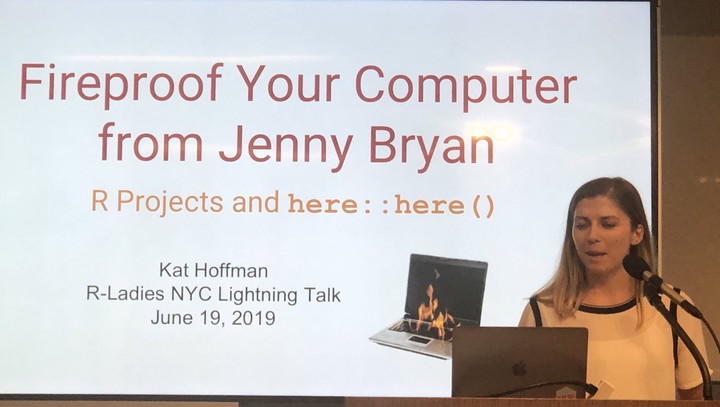 Fireproof Your Computer
from Jenny Bryan
R Projects and here::here()
Kat Hoffman
R-Ladies NYC Lightning Talk
June 19, 2019